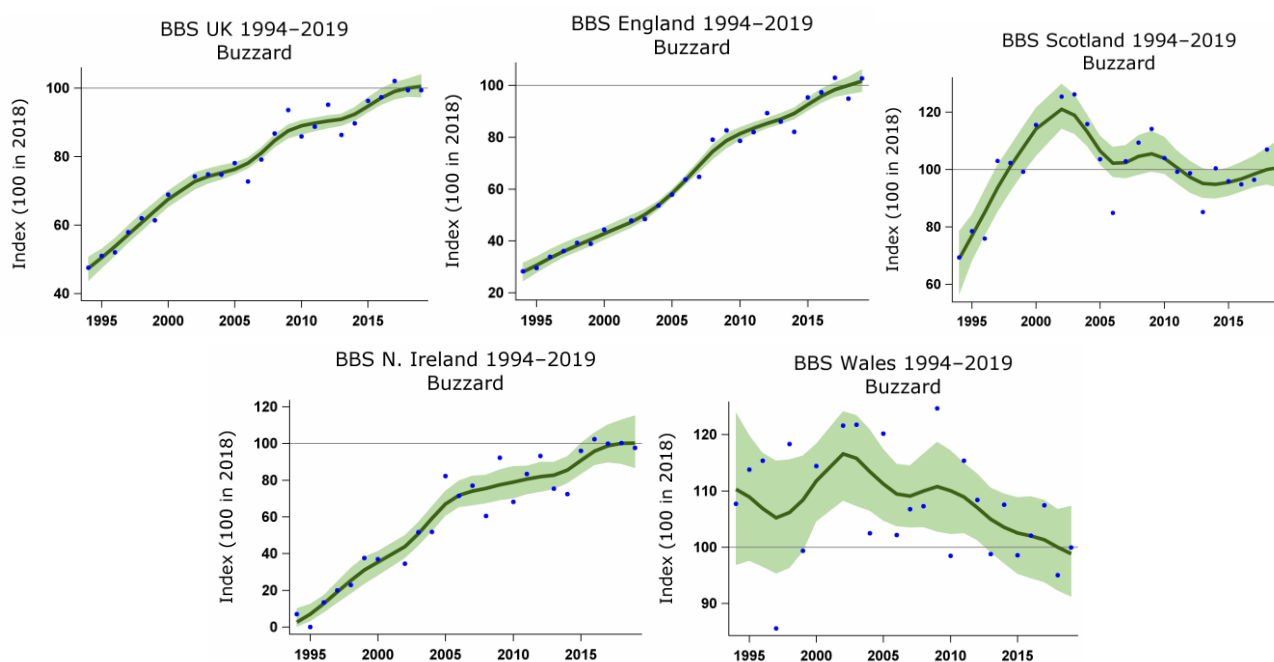 BBS UK 1994–2019
Buzzard
Index (100 in 2018)
100
80
60
40
1995 2000 2005 2010 2015
BBS England 1994–2019
Buzzard
Index (100 in 2018)
100
80
60
40
20
1995 2000 2005 2010 2015
BBS Scotland 1994–2019
Buzzard
Index (100 in 2018)
120
100
80
60
1995 2000 2005 2010 2015
BBS N. Ireland 1994–2019
Buzzard
Index (100 in 2018)
120
100
80
60
40
20
0
1995 2000 2005 2010 2015
BBS Wales 1994–2019
Buzzard
Index (100 in 2018)
120
110
100
90
1995 2000 2005 2010 2015